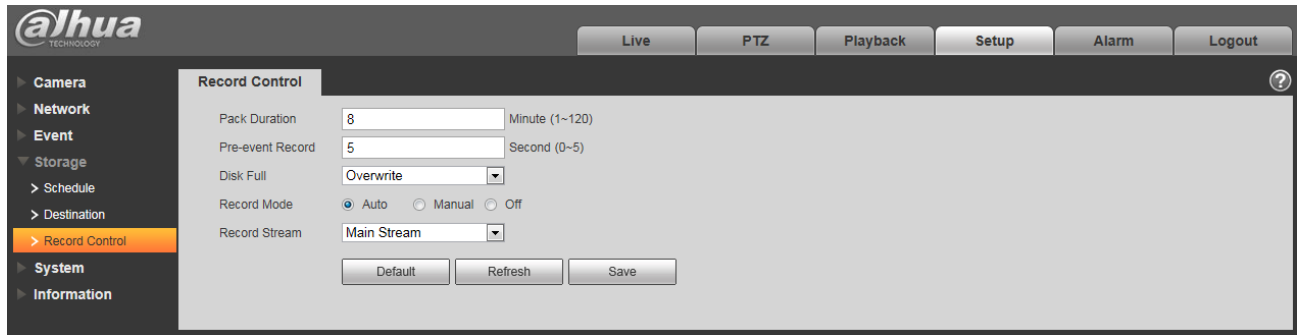 alhua
TECHNOLOGY
Live PTZ Playback Setup Alarm Logout
Camera
Network
Event
Storage
> Schedule
> Destination
> Record Control
System
Information
Record Control
?
Pack Duration 8 Minute (1~120)
Pre-event Record 5 Second (0~5)
Disk Full Overwrite
Record Mode Auto Manual Off
Record Stream Main Stream
Default Refresh Save